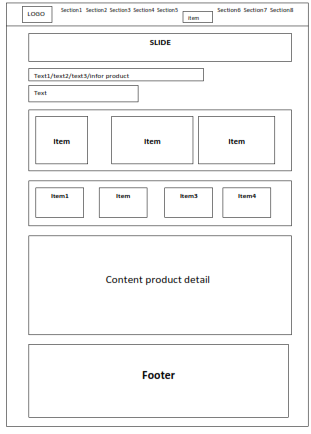 LOGO
Section1 Section2 Section3 Section4 Section5
Item
Section6 Section7 Section8
SLIDE
Text1/text2/text3/infor product
Text
Item Item Item
Item1 Item Item3 Item4
Content product detail
Footer